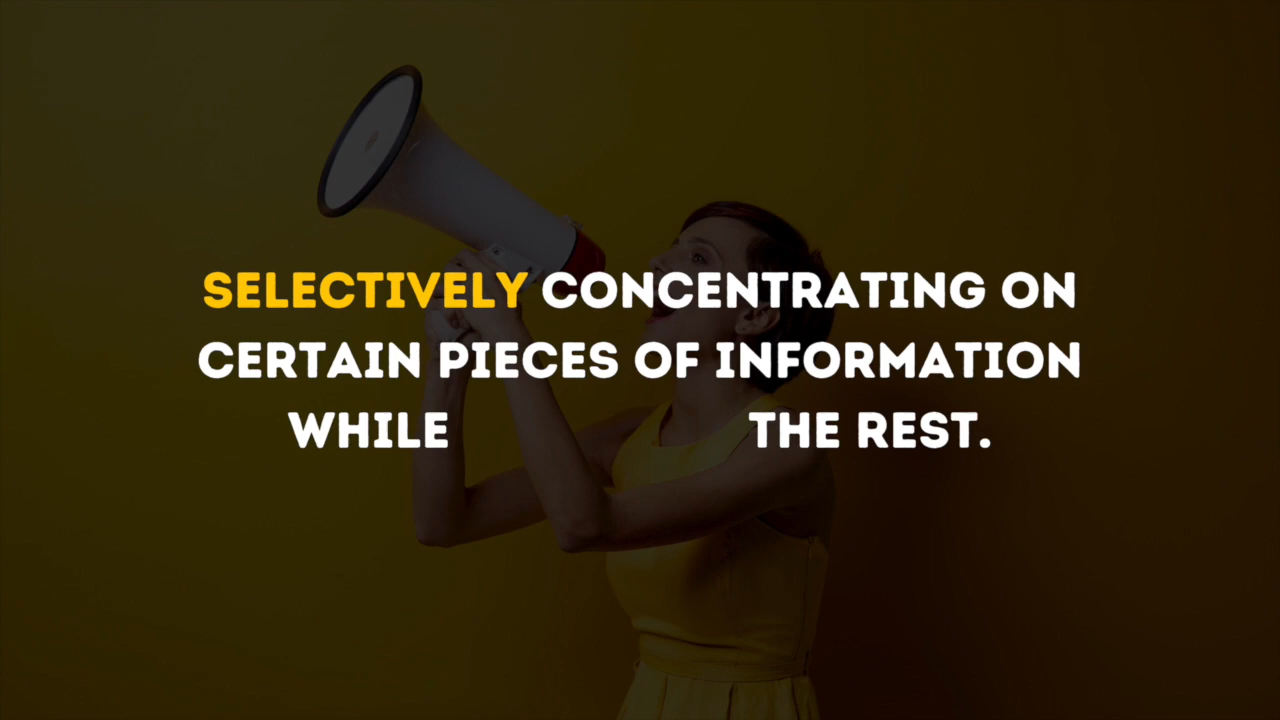 SELECTIVELY CONCENTRATING ON
CERTAIN PIECES OF INFORMATION
WHILE THE REST.